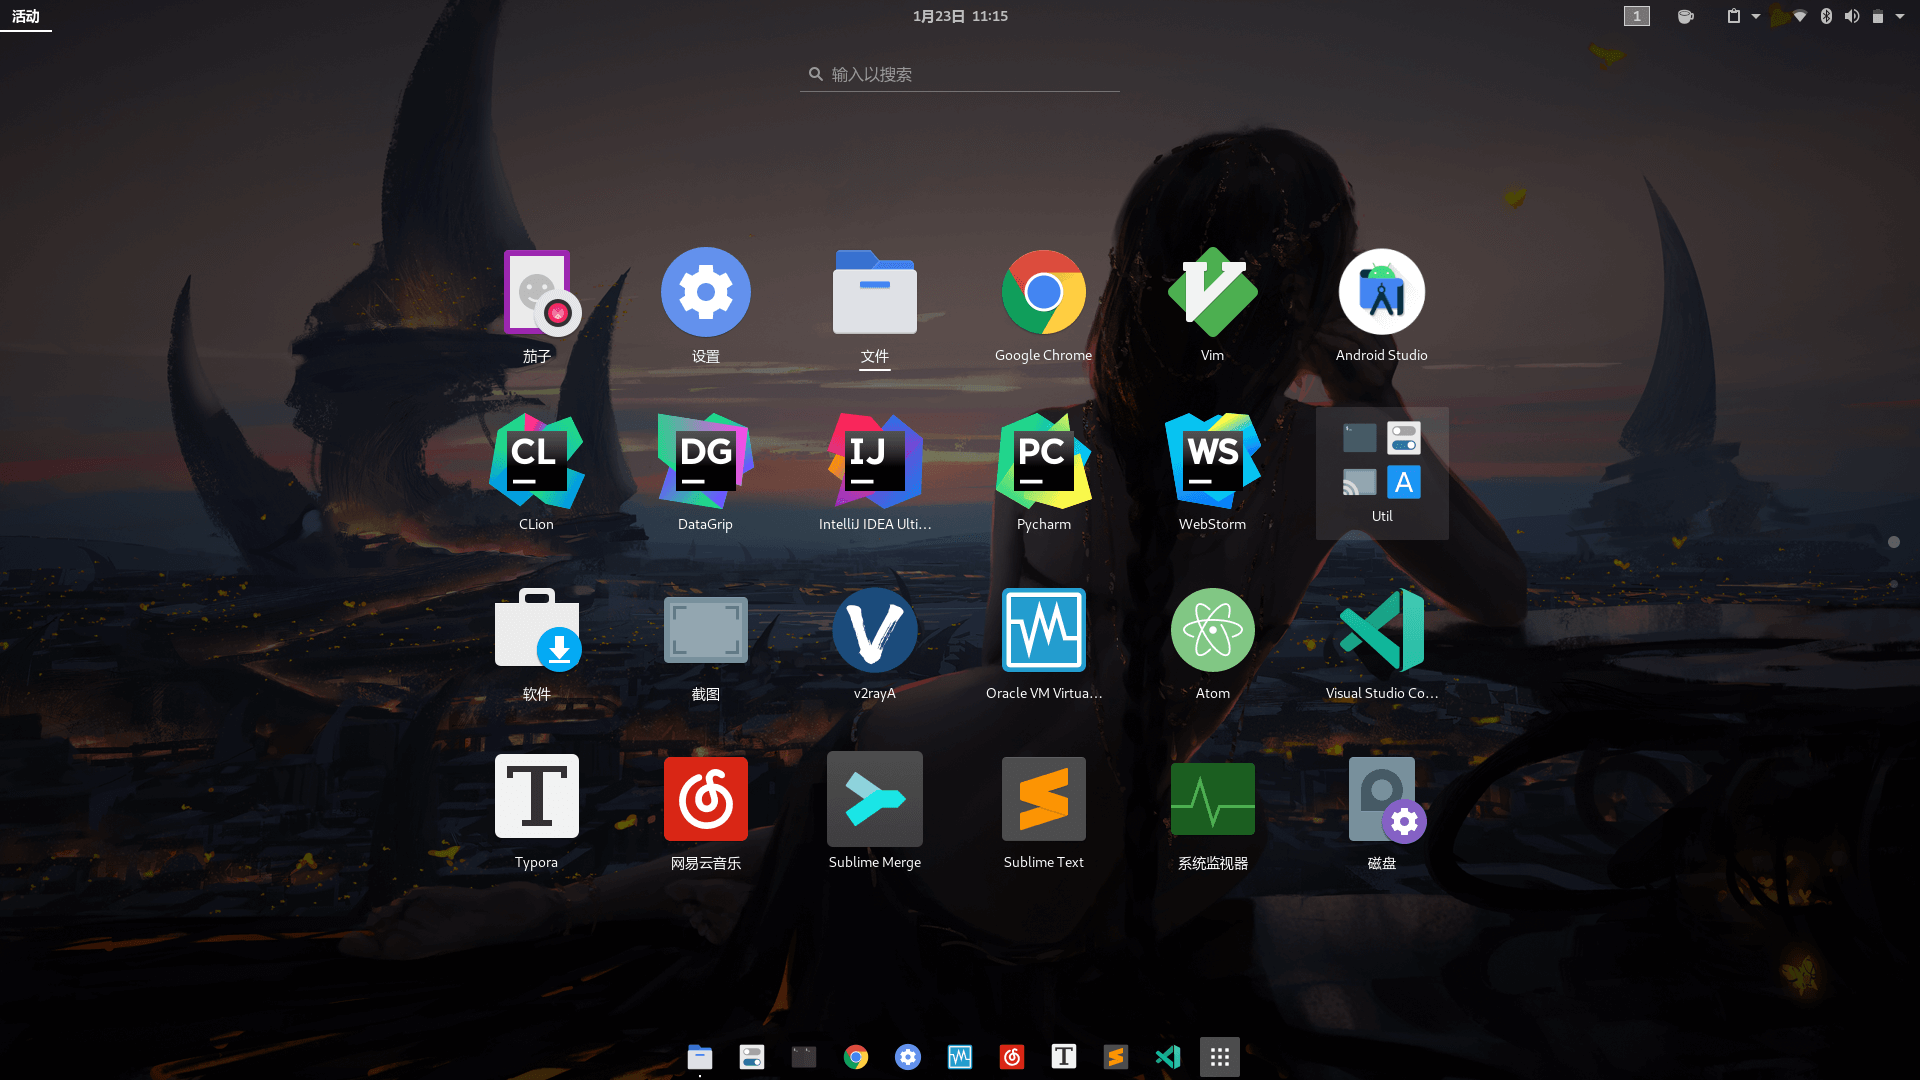 活动
1月23日 11:15
1
输入以搜索
茄子
设置
文件
Google Chrome
Vim
Android Studio
CL
DG
IJ
PC
WS
A
CLion
DataGrip
IntelliJ IDEA Ulti…
Pycharm
WebStorm
Util
软件
截图
v2rayA
Oracle VM Virtua…
Atom
Visual Studio Co…
T
Typora
网易云音乐
Sublime Merge
Sublime Text
系统监视器
磁盘
T